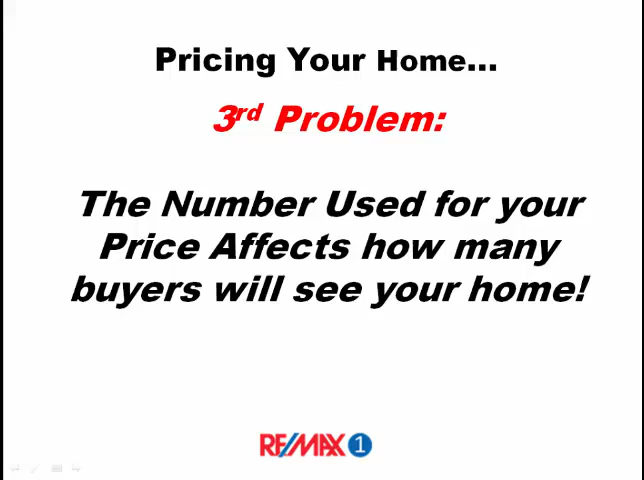 Pricing Your Home...
3rd Problem:
The Number Used for your
Price Affects how many
buyers will see your home!
RE/MAX 1